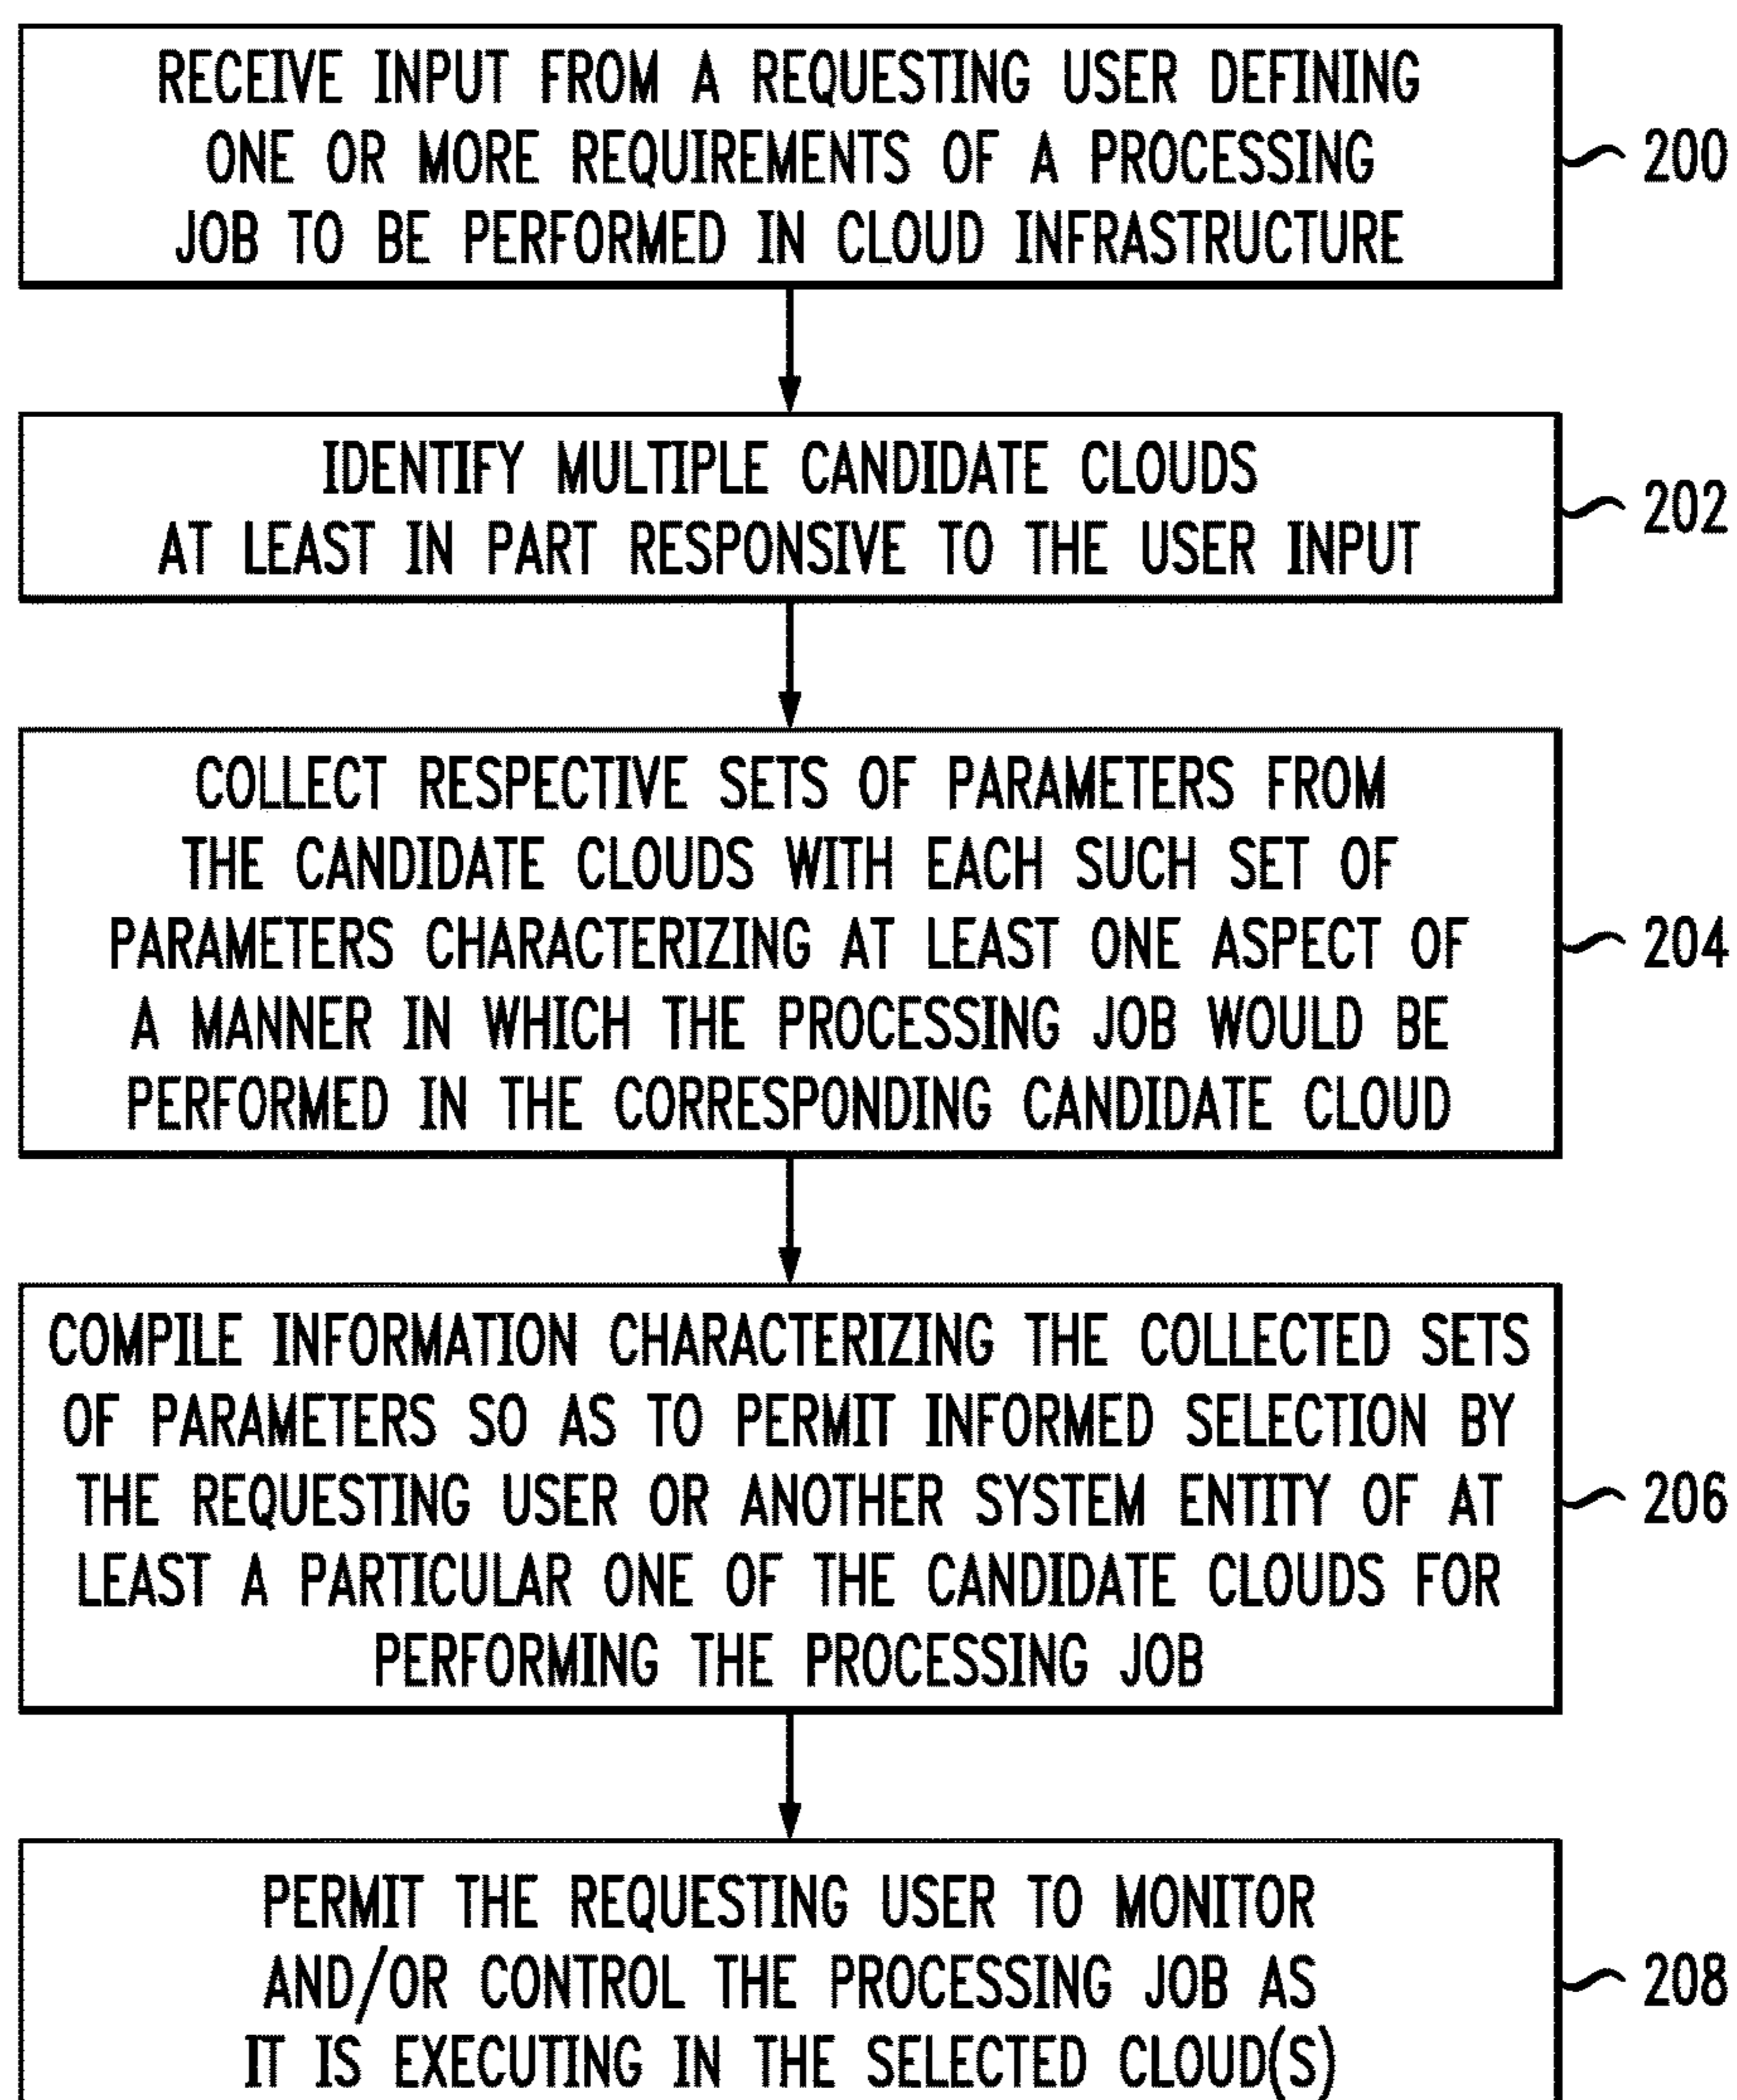 RECEIVE INPUT FROM A REQUESTING USER DEFINING
ONE OR MORE REQUIREMENTS OF A PROCESSING
JOB TO BE PERFORMED IN CLOUD INFRASTRUCTURE
200
IDENTIFY MULTIPLE CANDIDATE CLOUDS
AT LEAST IN PART RESPONSIVE TO THE USER INPUT
202
COLLECT RESPECTIVE SETS OF PARAMETERS FROM
THE CANDIDATE CLOUDS WITH EACH SUCH SET OF
PARAMETERS CHARACTERIZING AT LEAST ONE ASPECT OF
A MANNER IN WHICH THE PROCESSING JOB WOULD BE
PERFORMED IN THE CORRESPONDING CANDIDATE CLOUD
204
COMPILE INFORMATION CHARACTERIZING THE COLLECTED SETS
OF PARAMETERS SO AS TO PERMIT INFORMED SELECTION BY
THE REQUESTING USER OR ANOTHER SYSTEM ENTITY OF AT
LEAST A PARTICULAR ONE OF THE CANDIDATE CLOUDS FOR
PERFORMING THE PROCESSING JOB
206
PERMIT THE REQUESTING USER TO MONITOR
AND/OR CONTROL THE PROCESSING JOB AS
IT IS EXECUTING IN THE SELECTED CLOUD(S)
208